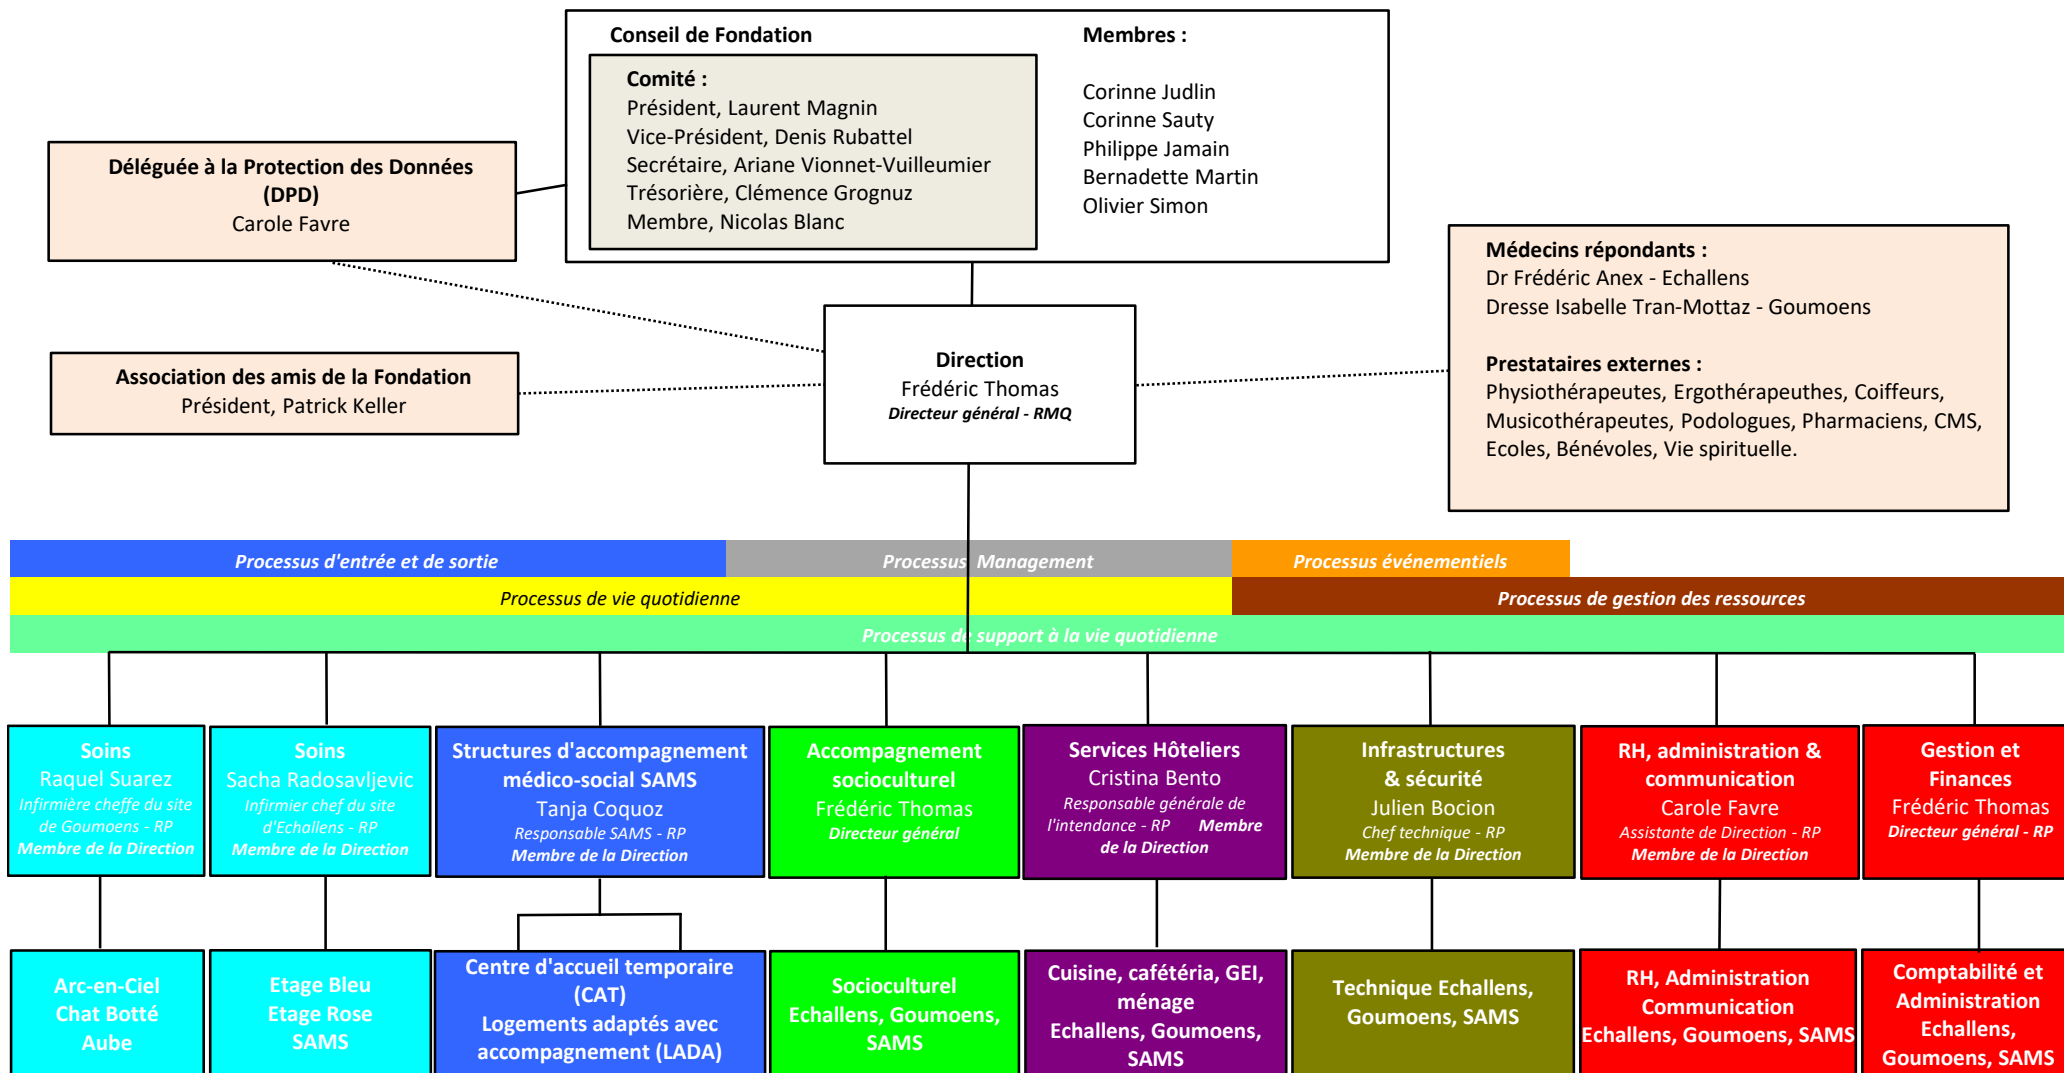 Conseil de Fondation
Comité :
Président, Laurent Magnin
Vice-Président, Denis Rubattel
Secrétaire, Ariane Vionnet-Vuilleumier
Trésorière, Clémence Grognuz
Membre, Nicolas Blanc
Membres :
Corinne Judlin
Corinne Sauty
Philippe Jamain
Bernadette Martin
Olivier Simon
Déléguée à la Protection des Données
(DPD)
Carole Favre
Association des amis de la Fondation
Président, Patrick Keller
Direction
Frédéric Thomas
Directeur général - RMQ
Médecins répondants :
Dr Frédéric Anex - Echallens
Dresse Isabelle Tran-Mottaz - Goumoens
Prestataires externes :
Physiothérapeutes, Ergothérapeuthes, Coiffeurs,
Musicothérapeutes, Podologues, Pharmaciens, CMS,
Ecoles, Bénévoles, Vie spirituelle.
Processus d'entrée et de sortie
Processus Management
Processus événementiels
Processus de vie quotidienne
Processus de gestion des ressources
Processus de support à la vie quotidienne
Soins
Raquel Suarez
Infirmière cheffe du site
de Goumoens - RP
Membre de la Direction
Soins
Sacha Radosavljevic
Infirmier chef du site
d'Echallens - RP
Membre de la Direction
Structures d'accompagnement
médico-social SAMS
Tanja Coquoz
Responsable SAMS - RP
Membre de la Direction
Accompagnement
socioculturel
Frédéric Thomas
Directeur général
Services Hôteliers
Cristina Bento
Responsable générale de
l'intendance - RP Membre
de la Direction
Infrastructures
& sécurité
Julien Bocion
Chef technique - RP
Membre de la Direction
RH, administration &
communication
Carole Favre
Assistante de Direction - RP
Membre de la Direction
Gestion et
Finances
Frédéric Thomas
Directeur général - RP
Arc-en-Ciel
Chat Botté
Aube
Etage Bleu
Etage Rose
SAMS
Centre d'accueil temporaire
(CAT)
Logements adaptés avec
accompagnement (LADA)
Socioculturel
Echallens, Goumoens,
SAMS
Cuisine, cafétéria, GEI,
ménage
Echallens, Goumoens,
SAMS
Technique Echallens,
Goumoens, SAMS
RH, Administration
Communication
Echallens, Goumoens, SAMS
Comptabilité et
Administration
Echallens,
Goumoens, SAMS